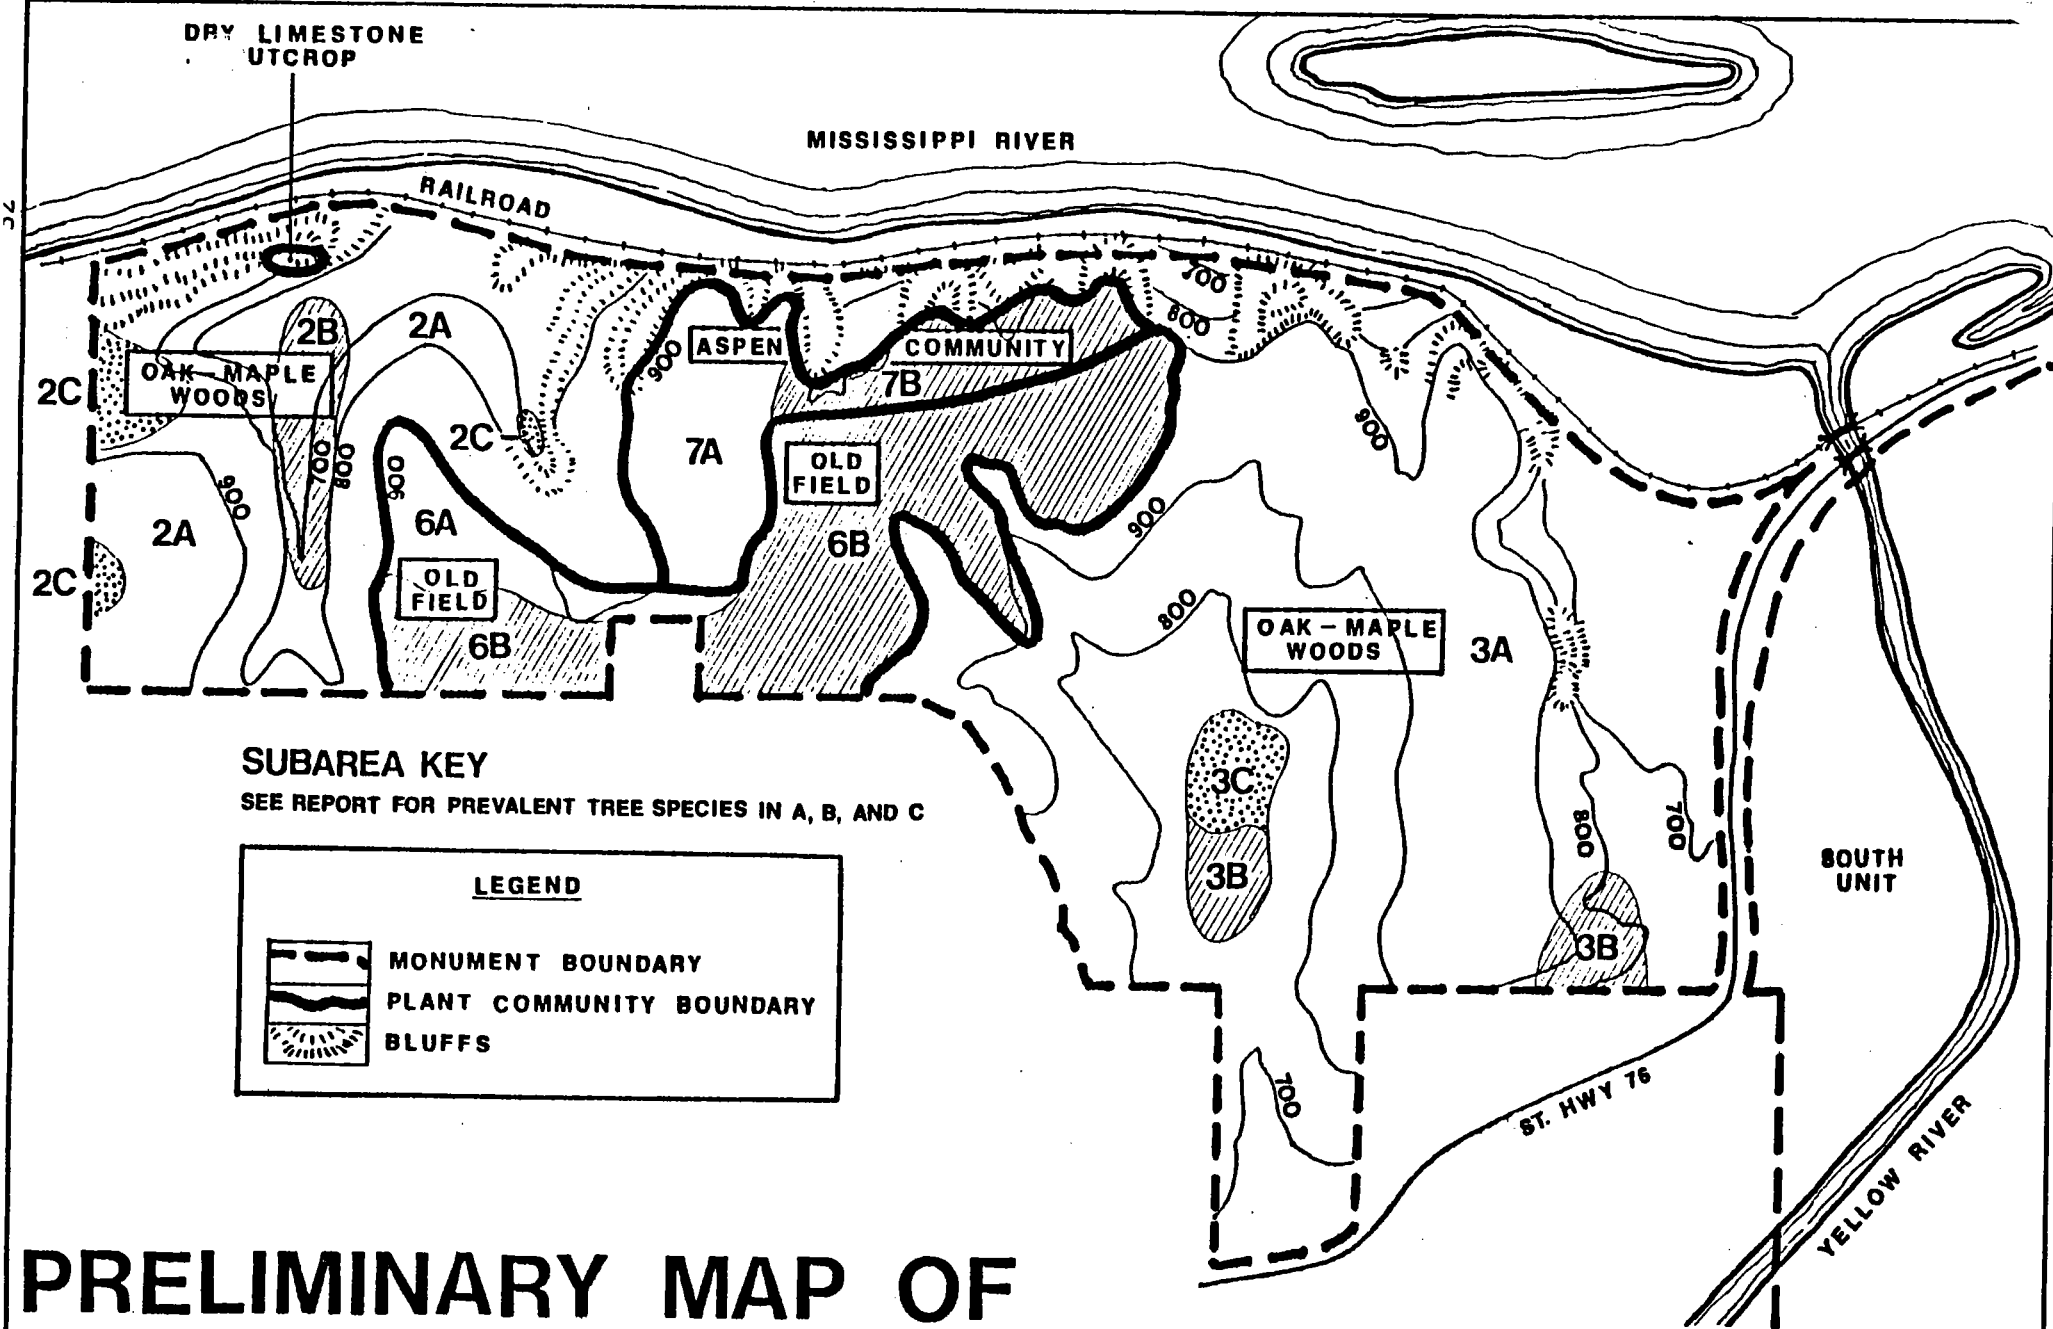 DRY LIMESTONE
UTCROP
MISSISSIPPI RIVER
RAILROAD
32
700
800
2B
2A
ASPEN
COMMUNITY
900
OAK-MAPLE
WOODS
2C
7B
900
2C
7A
OLD
FIELD
700
800
900
900
2A
6A
6B
900
2C
OLD
FIELD
6B
800
OAK-MAPLE
WOODS
3A
SUBAREA KEY
SEE REPORT FOR PREVALENT TREE SPECIES IN A, B, AND C
3C
3B
800
700
SOUTH
UNIT
3B
LEGEND
MONUMENT BOUNDARY
PLANT COMMUNITY BOUNDARY
BLUFFS
700
ST. HWY 76
YELLOW RIVER
PRELIMINARY MAP OF